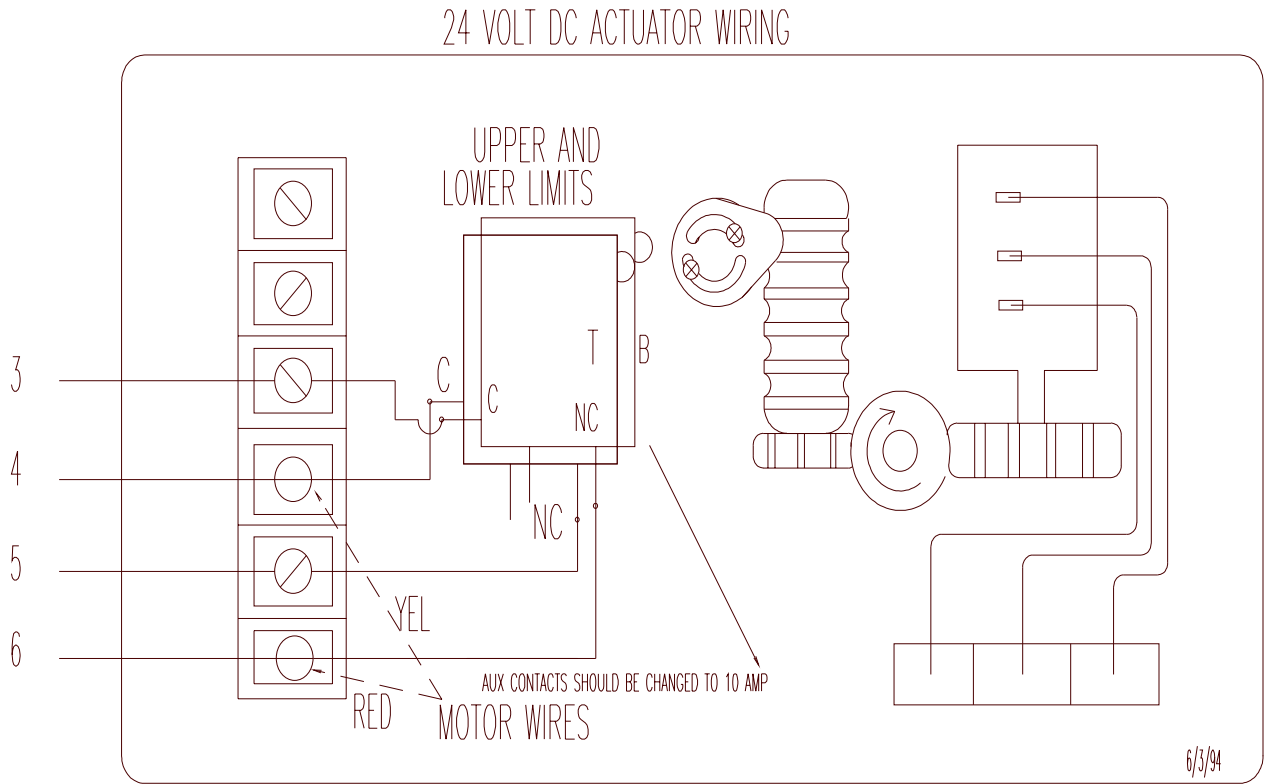 24 VOLT DC ACTUATOR WIRING
UPPER AND
LOWER LIMITS
T
B
3
C
C
NC
4
NC
5
YEL
6
AUX CONTACTS SHOULD BE CHANGED TO 10 AMP
RED
MOTOR WIRES
6/3/94